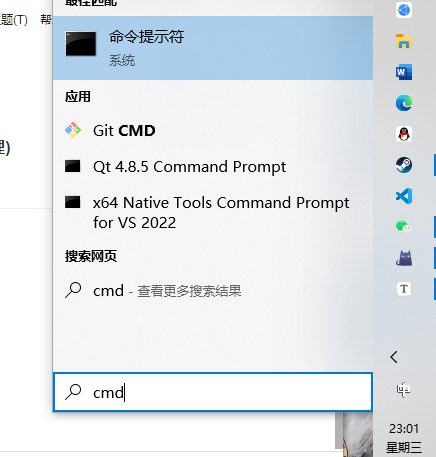 最佳匹配
题(T) 帮
命令提示符
系统
应用
Git CMD
理)
Qt 4.8.5 Command Prompt
x64 Native Tools Command Prompt
for VS 2022
搜索网页
cmd - 查看更多搜索结果
cmd
中
23:01
星期三